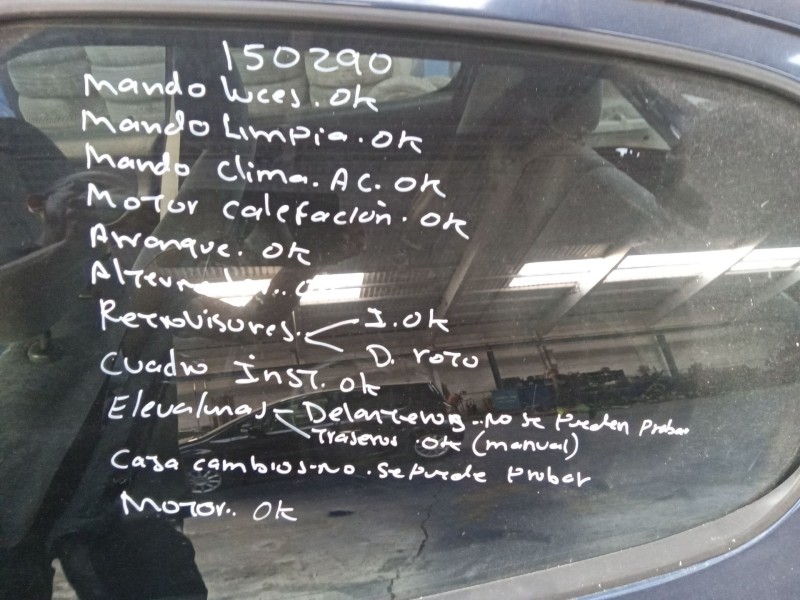 150290
Mando luces. OK
Mando Limpia. OK
Mando clima. AC. OK
Motor calefación. OK
Arranque. OK
Alternador..
Retrovisores. I. OK
D. roto
Cuadro Inst. OK
Elevalunas Delanteros..no se pueden probar
Traseros. OK (manual)
Caja cambios-no. se puede probar
Motor.. OK